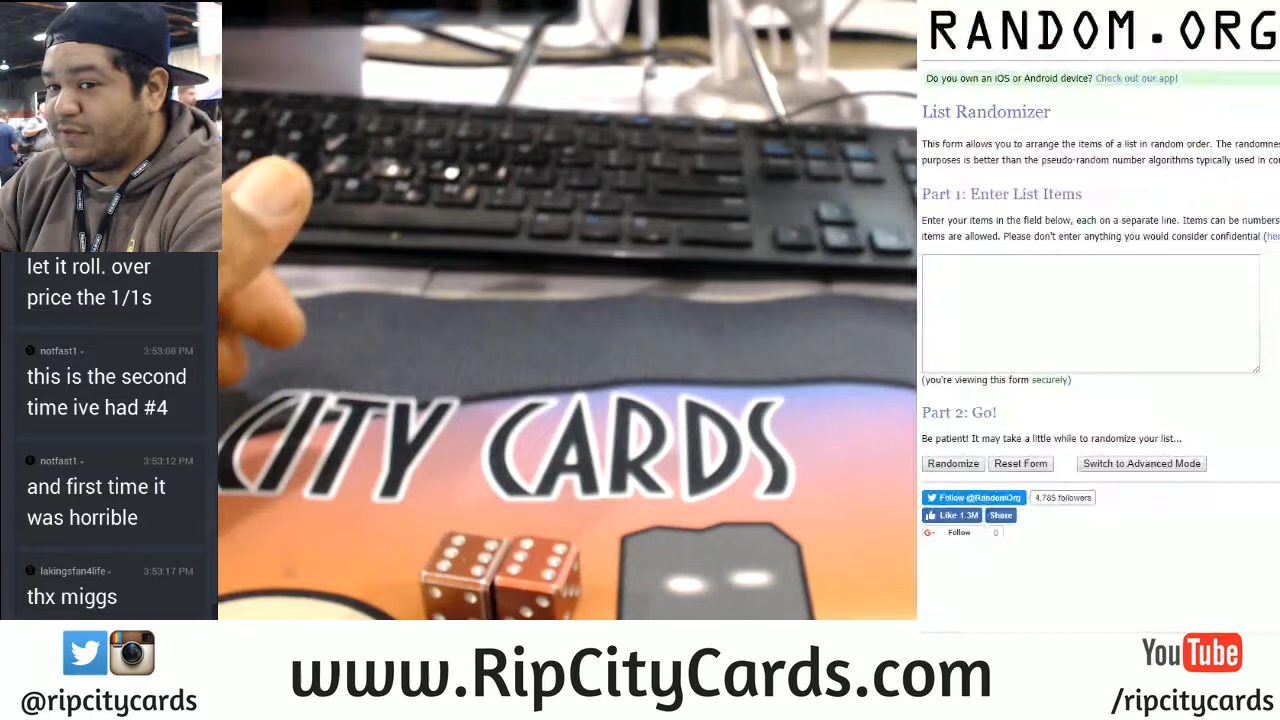 let it roll. over
price the 1/1s
notfast1
3:53:08 PM
this is the second
time ive had #4
notfast1
3:53:12 PM
and first time it
was horrible
lakingsfan4life
3:53:17 PM
thx miggs
CITY CARDS
RANDOM.ORG
Do you own an iOS or Android device? Check out our app!
List Randomizer
This form allows you to arrange the items of a list in random order. The randomne
purposes is better than the pseudo-random number algorithms typically used in co
Part 1: Enter List Items
Enter your items in the field below, each on a separate line. Items can be numbers
items are allowed. Please don't enter anything you would consider confidential (he
(you're viewing this form securely)
Part 2: Go!
Be patient! It may take a little while to randomize your list...
Randomize Reset Form Switch to Advanced Mode
Follow @RandomOrg 4,785 followers
Like 1.3M Share
G+ Follow 0
@ripcitycards
www.RipCityCards.com
YouTube
/ripcitycards